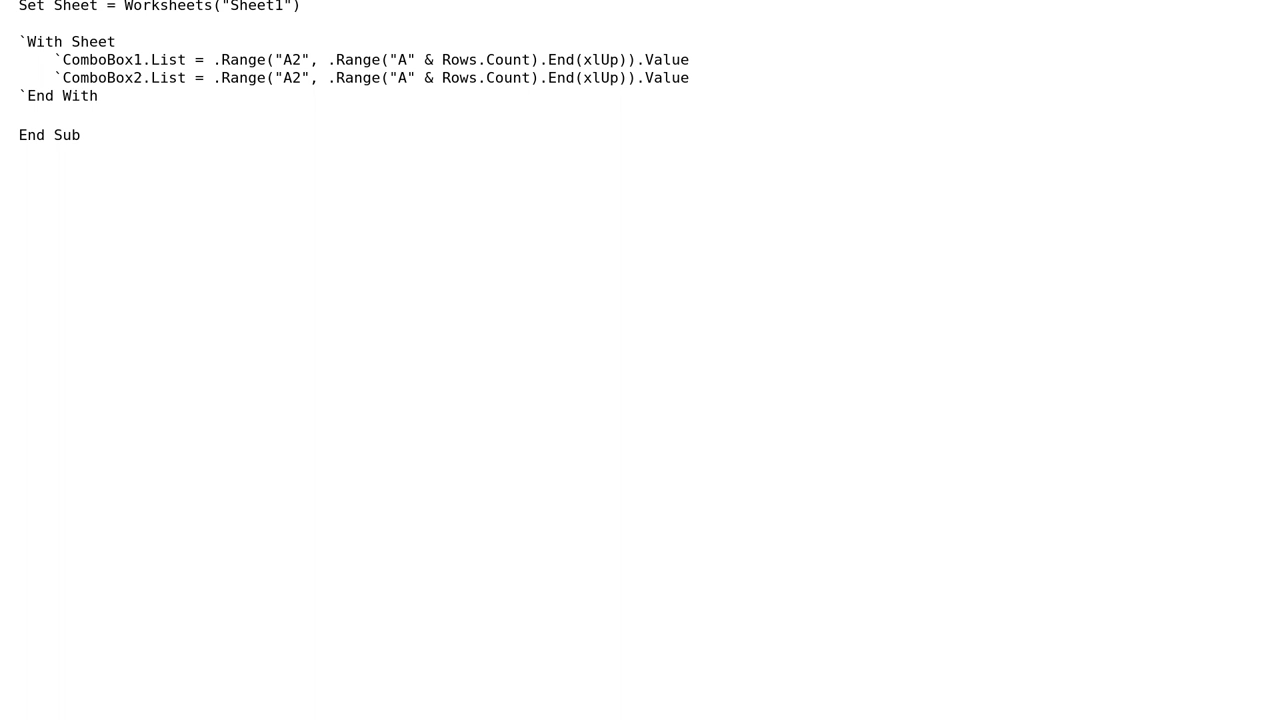 Set Sheet = Worksheets("Sheet1")
`With Sheet
`ComboBox1.List = .Range("A2", .Range("A" & Rows.Count).End(xlUp)).Value
`ComboBox2.List = .Range("A2", .Range("A" & Rows.Count).End(xlUp)).Value
`End With
End Sub